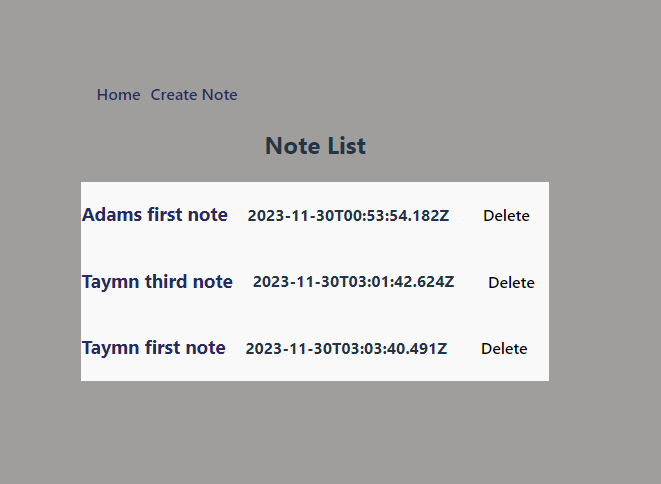 Home Create Note
Note List
Adams first note 2023-11-30T00:53:54.182Z Delete
Taymn third note 2023-11-30T03:01:42.624Z Delete
Taymn first note 2023-11-30T03:03:40.491Z Delete